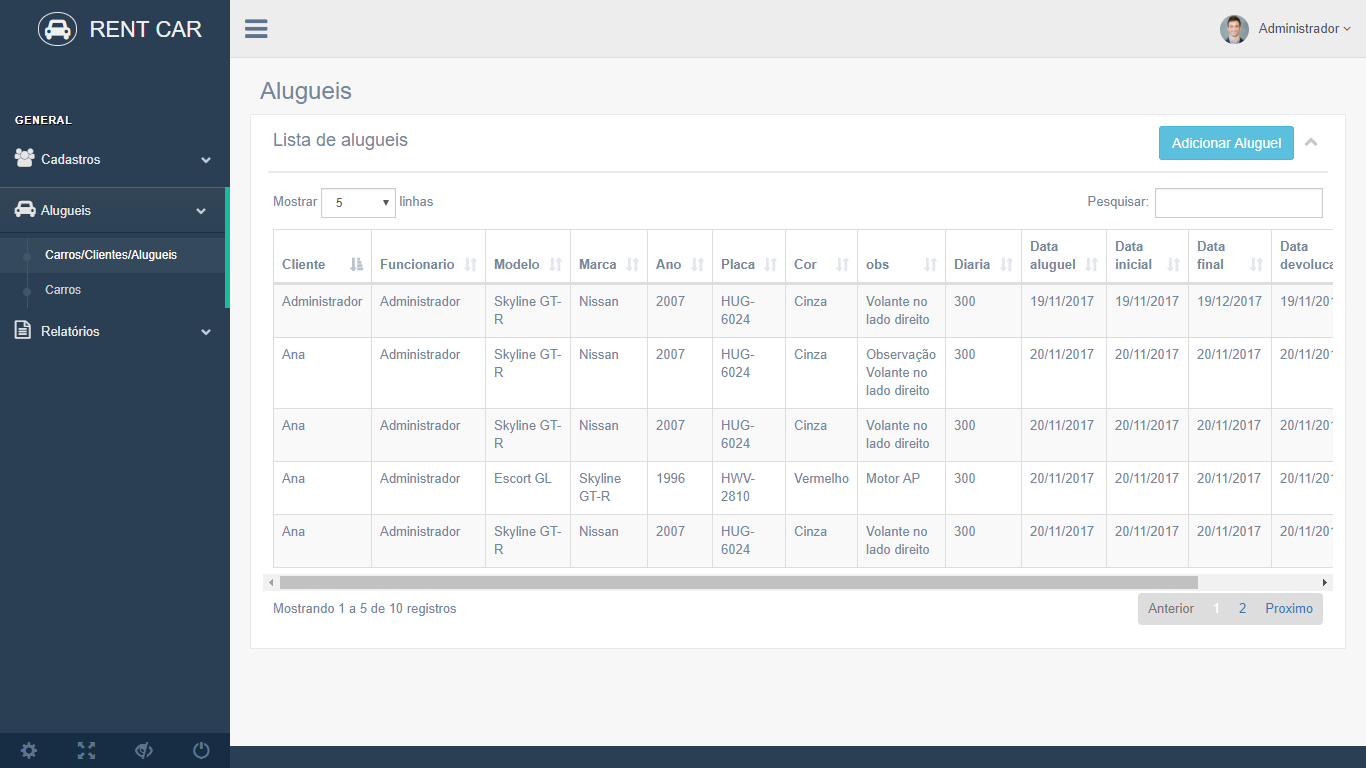 RENT CAR
Administrador
GENERAL
Cadastros
Alugueis
Carros/Clientes/Alugueis
Carros
Relatórios
Alugueis
Lista de alugueis
Adicionar Aluguel
Mostrar 5 linhas
Pesquisar:
Data Data Data Data
Cliente Funcionario Modelo Marca Ano Placa Cor obs Diaria aluguel inicial final devoluca
Administrador Administrador Skyline GT- Nissan 2007 HUG- Cinza Volante no 300 19/11/2017 19/11/2017 19/12/2017 19/11/201
R 6024 lado direito
Ana Administrador Skyline GT- Nissan 2007 HUG- Cinza Observação 300 20/11/2017 20/11/2017 20/11/2017 20/11/201
R 6024 Volante no
lado direito
Ana Administrador Skyline GT- Nissan 2007 HUG- Cinza Volante no 300 20/11/2017 20/11/2017 20/11/2017 20/11/201
R 6024 lado direito
Ana Administrador Escort GL Skyline 1996 HWV- Vermelho Motor AP 300 20/11/2017 20/11/2017 20/11/2017 20/11/201
GT-R 2810
Ana Administrador Skyline GT- Nissan 2007 HUG- Cinza Volante no 300 20/11/2017 20/11/2017 20/11/2017 20/11/201
R 6024 lado direito
Mostrando 1 a 5 de 10 registros
Anterior 1 2 Proximo